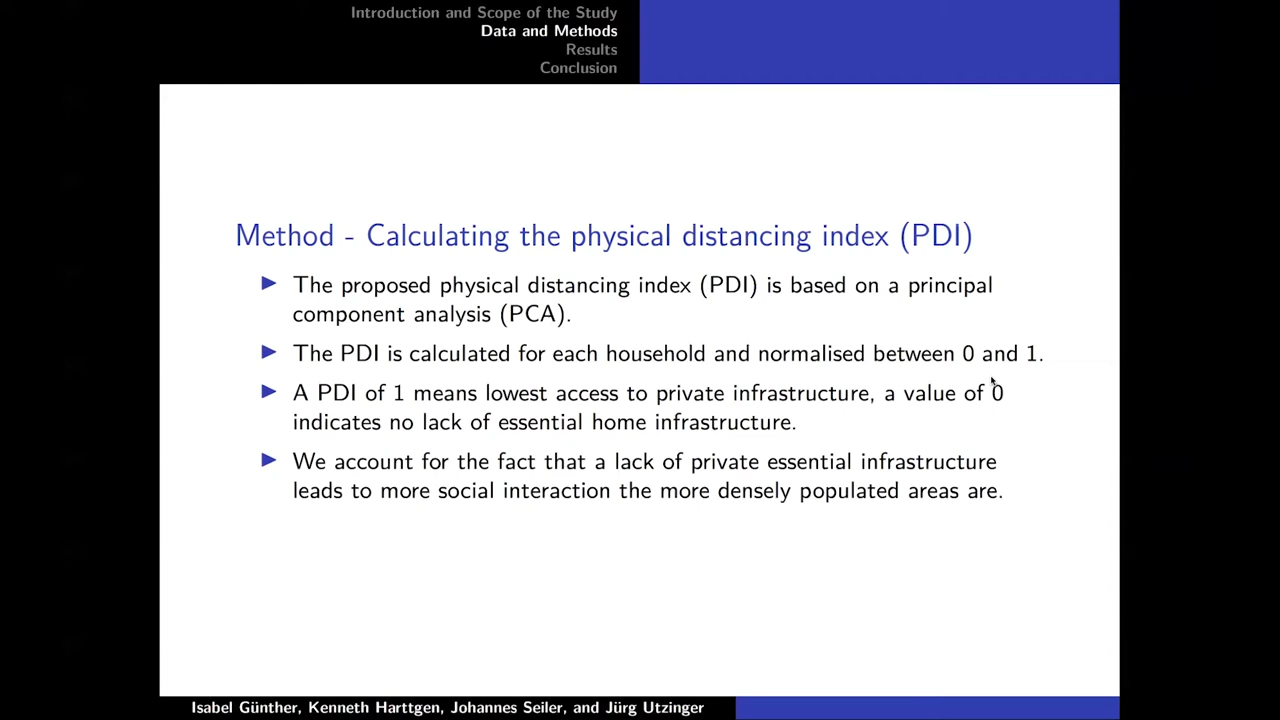 Introduction and Scope of the Study
Data and Methods
Results
Conclusion
Method - Calculating the physical distancing index (PDI)
The proposed physical distancing index (PDI) is based on a principal
component analysis (PCA).
The PDI is calculated for each household and normalised between 0 and 1.
A PDI of 1 means lowest access to private infrastructure, a value of 0
indicates no lack of essential home infrastructure.
We account for the fact that a lack of private essential infrastructure
leads to more social interaction the more densely populated areas are.
Isabel Günther, Kenneth Harttgen, Johannes Seiler, and Jürg Utzinger